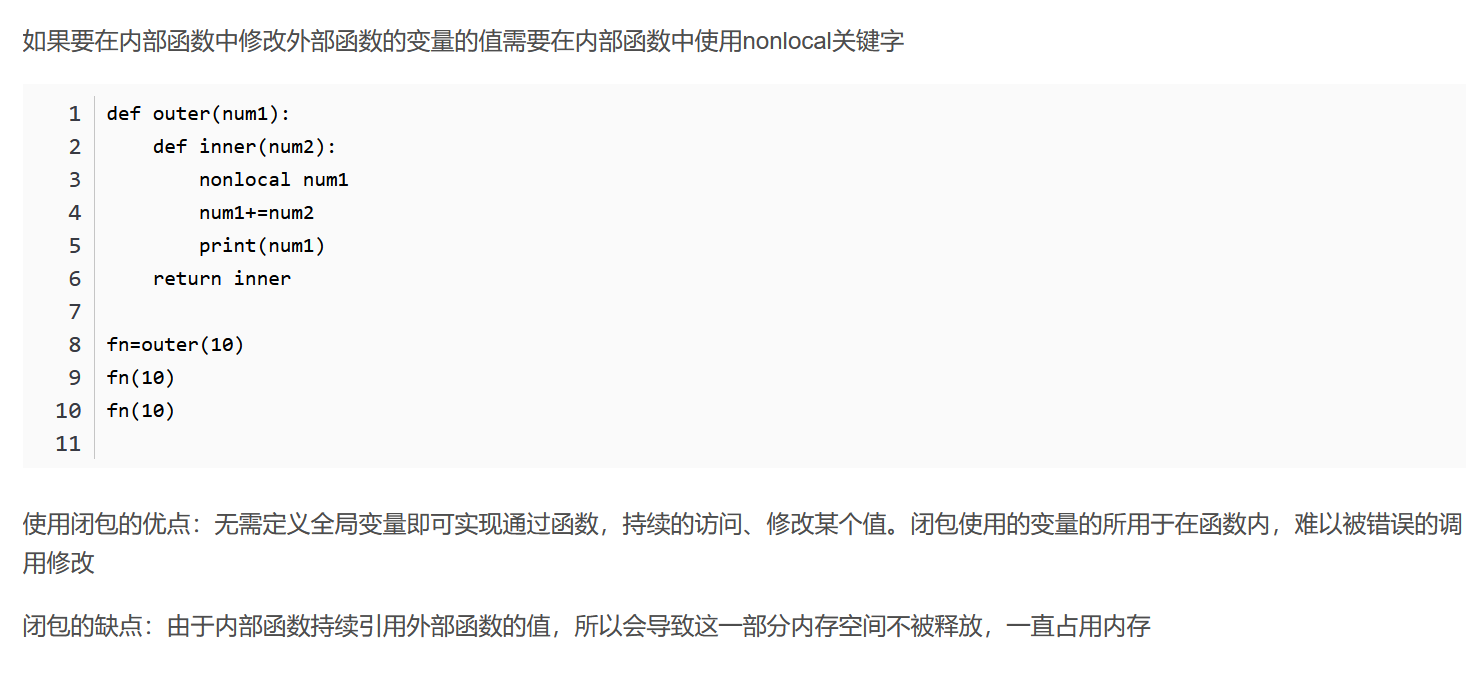 如果要在内部函数中修改外部函数的变量的值需要在内部函数中使用nonlocal关键字
1 def outer(num1):
2     def inner(num2):
3         nonlocal num1
4         num1+=num2
5         print(num1)
6     return inner
7
8 fn=outer(10)
9 fn(10)
10 fn(10)
11
使用闭包的优点：无需定义全局变量即可实现通过函数，持续的访问、修改某个值。闭包使用的变量的所用于在函数内，难以被错误的调
用修改
闭包的缺点：由于内部函数持续引用外部函数的值，所以会导致这一部分内存空间不被释放，一直占用内存